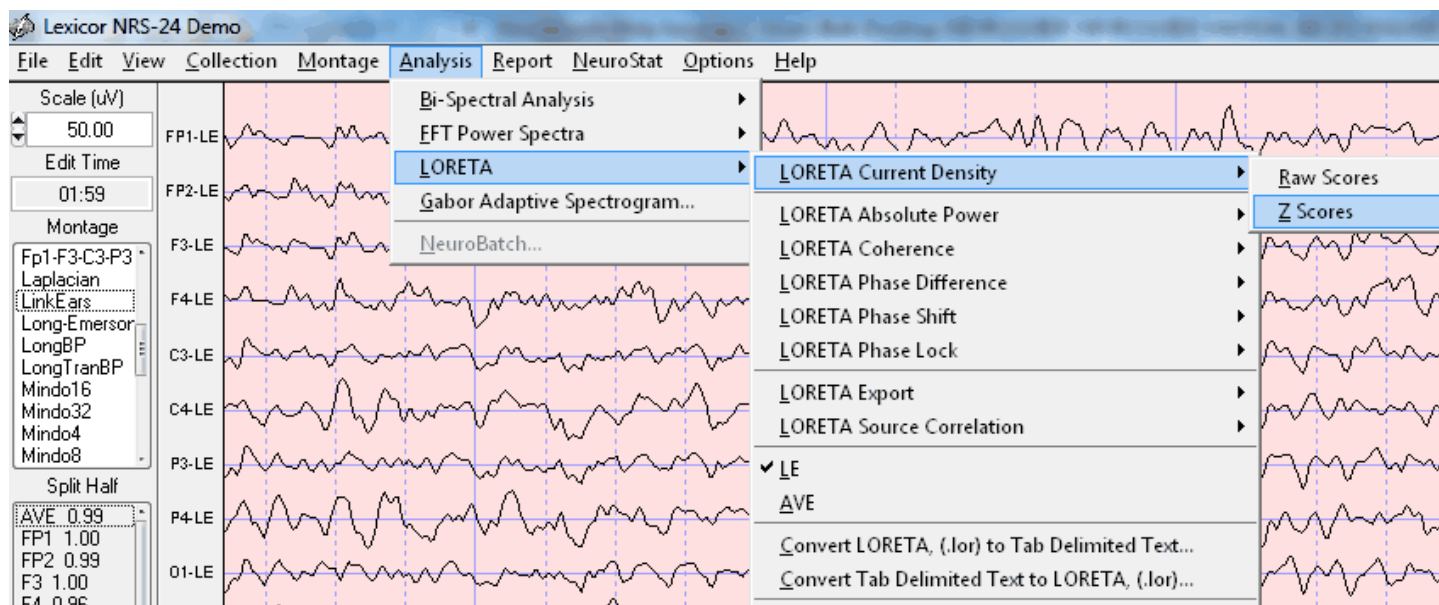 Lexicor NRS-24 Demo
File Edit View Collection Montage Analysis Report NeuroStat Options Help
Scale (uV)
50.00
Edit Time
01:59
Montage
Fp1-F3-C3-P3
Laplacian
LinkEars
Long-Emerson
LongBP
LongTranBP
Mindo16
Mindo32
Mindo4
Mindo8
Split Half
AVE 0.99
FP1 1.00
FP2 0.99
F3 1.00
F4 0.96
FP1-LE
FP2-LE
F3-LE
F4-LE
C3-LE
C4-LE
P3-LE
P4-LE
O1-LE
Bi-Spectral Analysis
FFT Power Spectra
LORETA
Gabor Adaptive Spectrogram...
NeuroBatch...
LORETA Current Density
LORETA Absolute Power
LORETA Coherence
LORETA Phase Difference
LORETA Phase Shift
LORETA Phase Lock
LORETA Export
LORETA Source Correlation
LE
AVE
Convert LORETA, (.lor) to Tab Delimited Text...
Convert Tab Delimited Text to LORETA, (.lor)...
Raw Scores
Z Scores